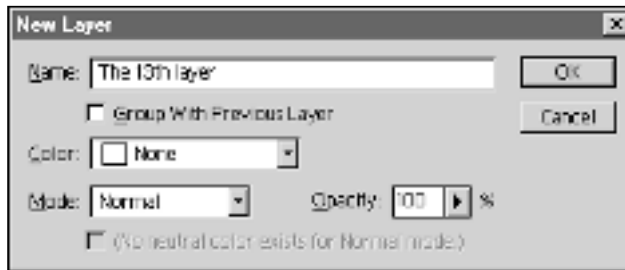 New Layer
Name: The 13th layer
OK
Group With Previous Layer
Cancel
Color: None
Mode: Normal Opacity: 100 %
(No neutral color exists for Normal mode.)